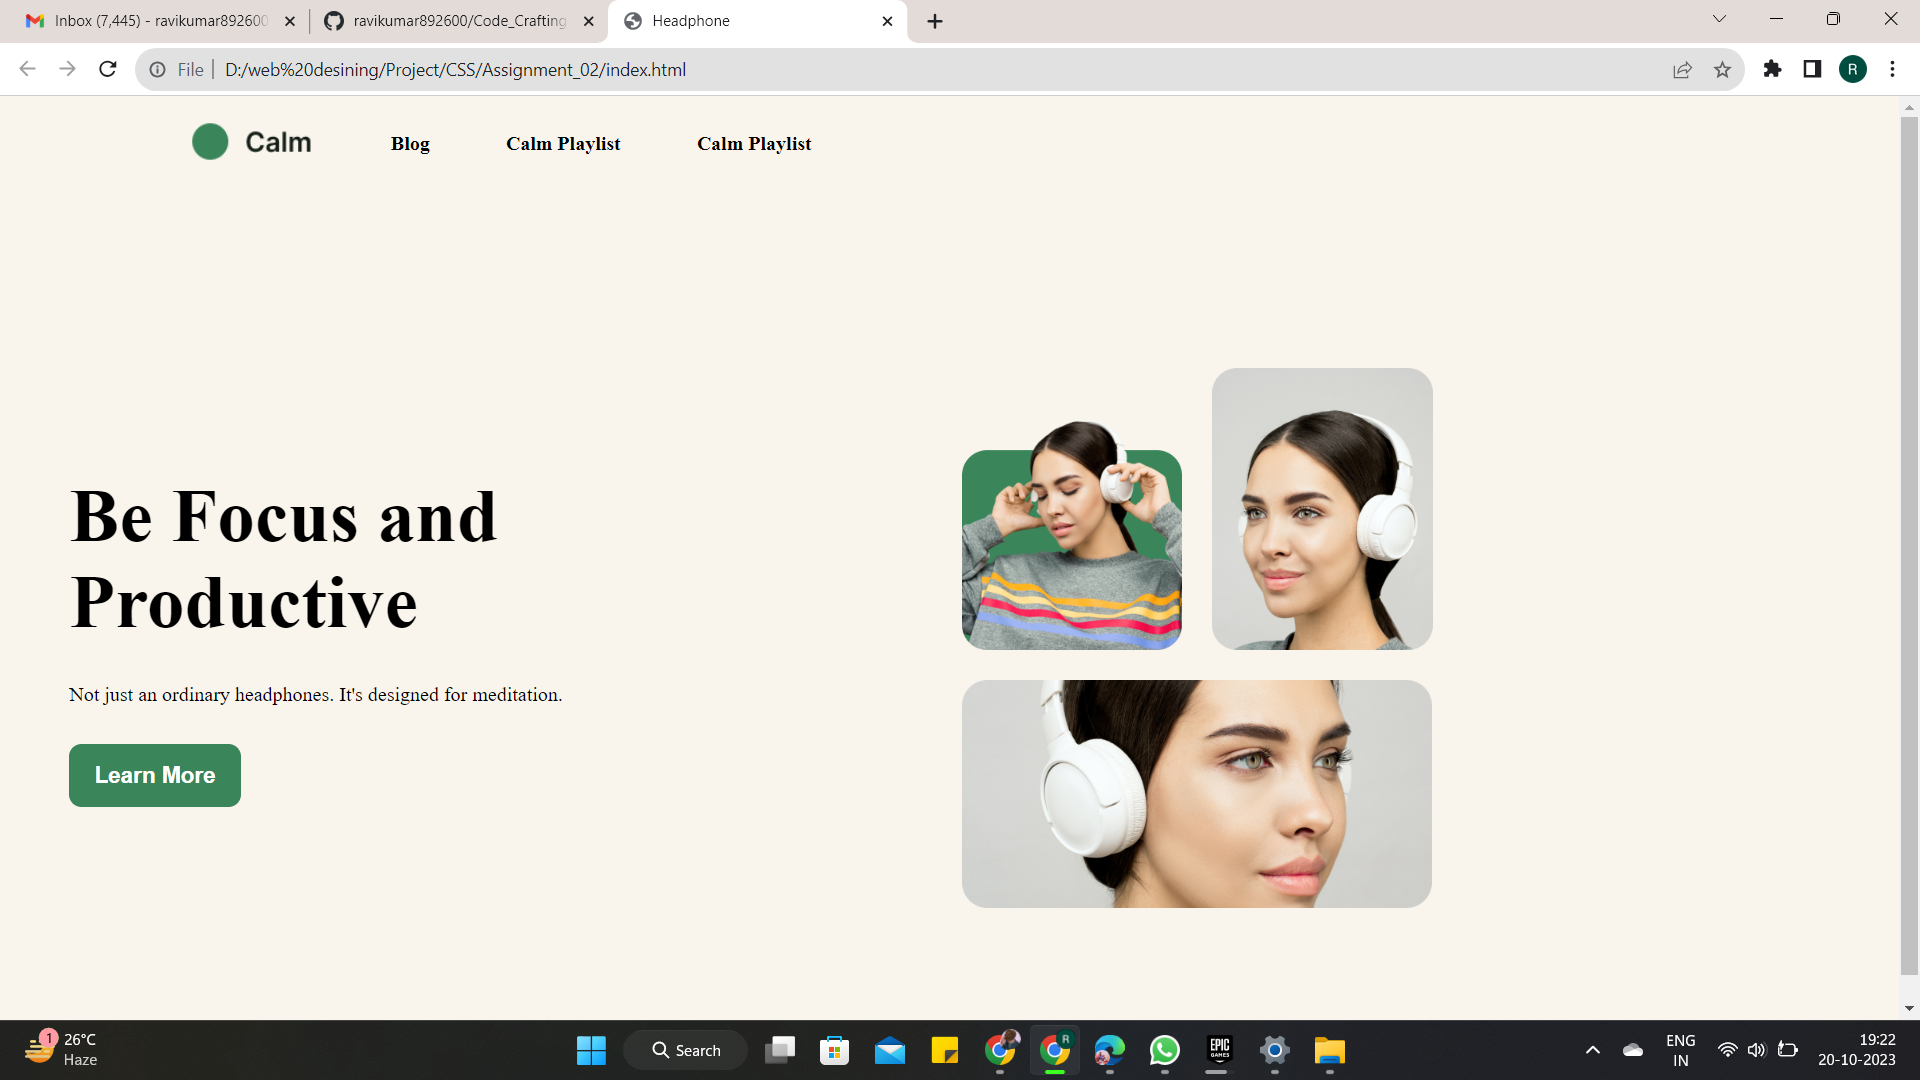 Inbox (7,445) - ravikumar892600
ravikumar892600/Code_Crafting
Headphone
File
D:/web%20desining/Project/CSS/Assignment_02/index.html
R
Calm
Blog
Calm Playlist
Calm Playlist
Be Focus and
Productive
Not just an ordinary headphones. It's designed for meditation.
Learn More
1
26°C
Haze
Search
R
EPIC
GAMES
ENG
IN
19:22
20-10-2023